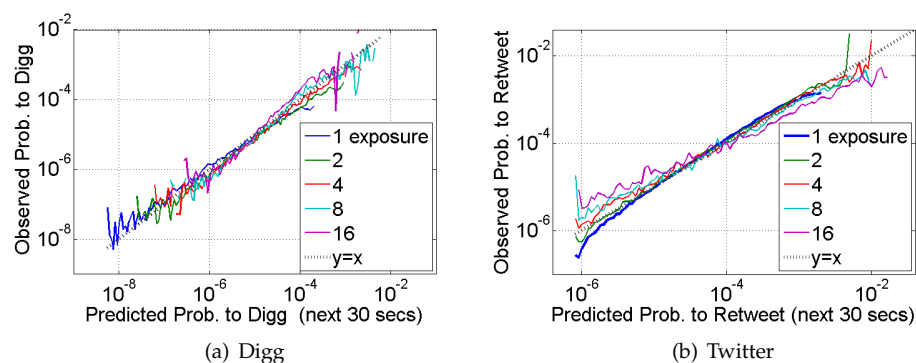 Observed Prob. to Digg
10^-2
10^-4
10^-6
10^-8
1 exposure
2
4
8
16
y=x
10^-8
10^-6
10^-4
10^-2
Predicted Prob. to Digg (next 30 secs)
(a) Digg
Observed Prob. to Retweet
10^-2
10^-4
10^-6
1 exposure
2
4
8
16
y=x
10^-6
10^-4
10^-2
Predicted Prob. to Retweet (next 30 secs)
(b) Twitter